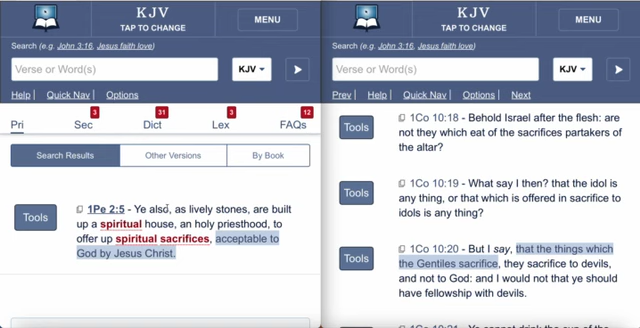 KJV
TAP TO CHANGE
MENU
Search (e.g. John 3:16, Jesus faith love)
Verse or Word(s)
KJV
Help | Quick Nav | Options
3
31
3
12
Pri
Sec
Dict
Lex
FAQs
Search Results
Other Versions
By Book
Tools
1Pe 2:5 - Ye also, as lively stones, are built
up a spiritual house, an holy priesthood, to
offer up spiritual sacrifices, acceptable to
God by Jesus Christ.
KJV
TAP TO CHANGE
MENU
Search (e.g. John 3:16, Jesus faith love)
Verse or Word(s)
KJV
Prev | Help | Quick Nav | Options | Next
Tools
1Co 10:18 - Behold Israel after the flesh: are
not they which eat of the sacrifices partakers of
the altar?
Tools
1Co 10:19 - What say I then? that the idol is
any thing, or that which is offered in sacrifice to
idols is any thing?
Tools
1Co 10:20 - But I say, that the things which
the Gentiles sacrifice, they sacrifice to devils,
and not to God: and I would not that ye should
have fellowship with devils.